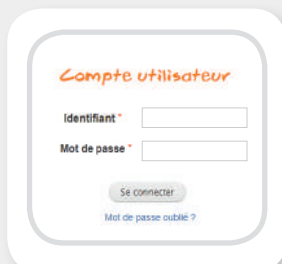 Compte utilisateur
Identifiant *
Mot de passe *
Se connecter
Mot de passe oublié ?